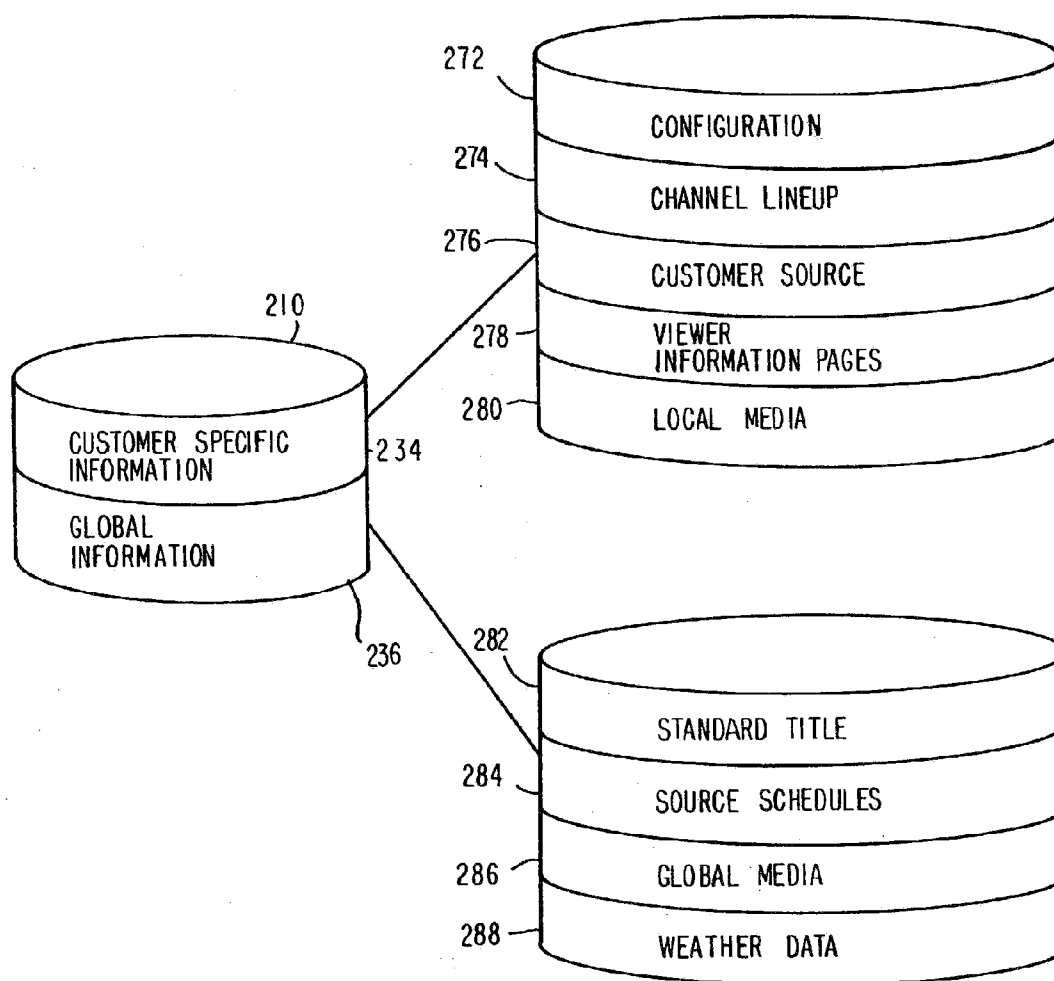 210
CUSTOMER SPECIFIC
INFORMATION
234
GLOBAL
INFORMATION
236
272
CONFIGURATION
274
CHANNEL LINEUP
276
CUSTOMER SOURCE
278
VIEWER
INFORMATION PAGES
280
LOCAL MEDIA
282
STANDARD TITLE
284
SOURCE SCHEDULES
286
GLOBAL MEDIA
288
WEATHER DATA